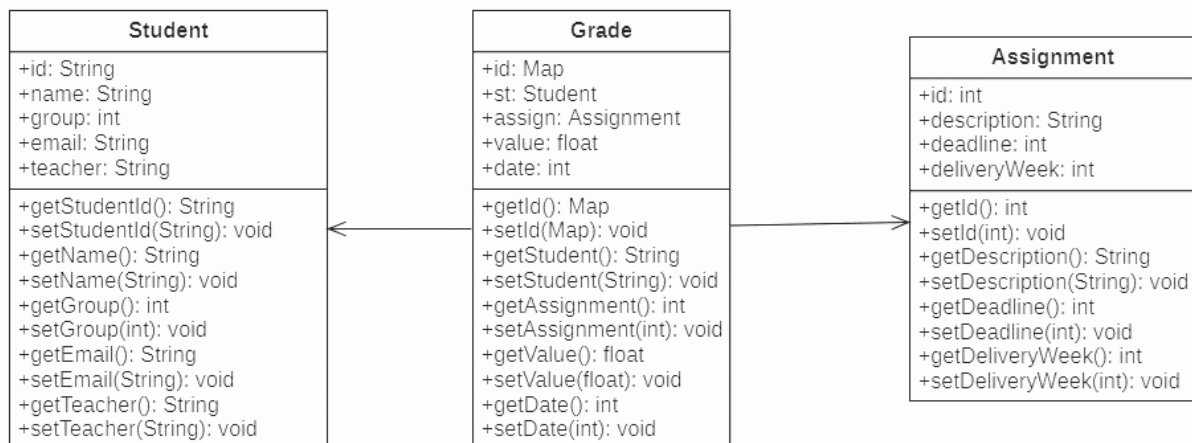 Student
+id: String
+name: String
+group: int
+email: String
+teacher: String
+getStudentId(): String
+setStudentId(String): void
+getName(): String
+setName(String): void
+getGroup(): int
+setGroup(int): void
+getEmail(): String
+setEmail(String): void
+getTeacher(): String
+setTeacher(String): void
Grade
+id: Map
+st: Student
+assign: Assignment
+value: float
+date: int
+getId(): Map
+setId(Map): void
+getStudent(): String
+setStudent(String): void
+getAssignment(): int
+setAssignment(int): void
+getValue(): float
+setValue(float): void
+getDate(): int
+setDate(int): void
Assignment
+id: int
+description: String
+deadline: int
+deliveryWeek: int
+getId(): int
+setId(int): void
+getDescription(): String
+setDescription(String): void
+getDeadline(): int
+setDeadline(int): void
+getDeliveryWeek(): int
+setDeliveryWeek(int): void